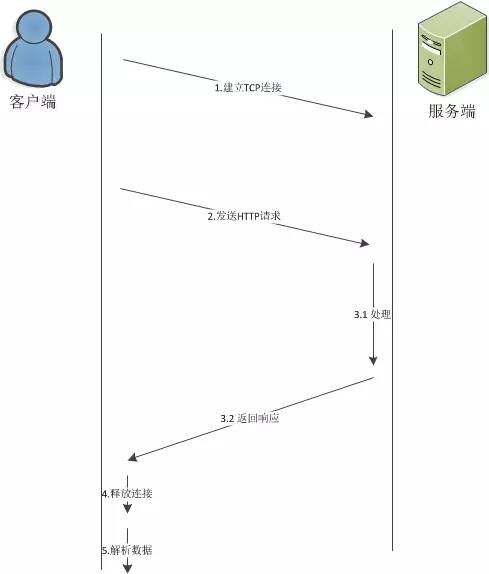 客户端
服务端
1.建立TCP连接
2.发送HTTP请求
3.1 处理
3.2 返回响应
4.释放连接
5.解析数据